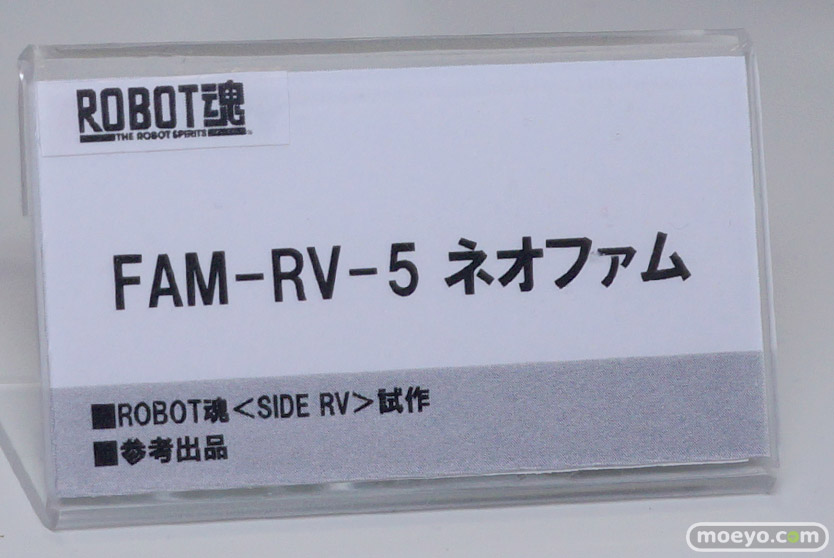 ROBOT魂
THE ROBOT SPIRITS
FAM-RV-5 ネオファム
■ROBOT魂<SIDE RV>試作
■参考出品
moeyo.com